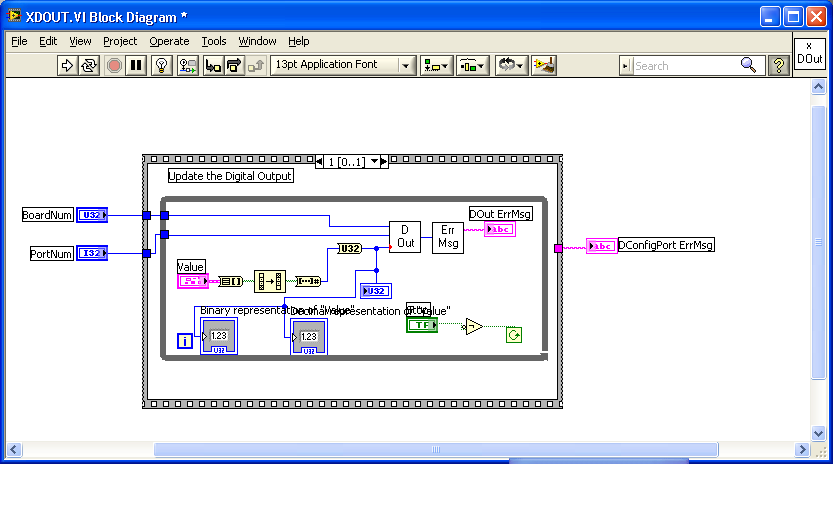 XDOUT.VI Block Diagram *
File Edit View Project Operate Tools Window Help
13pt Application Font
Search
?
X
DOut
1 [0..1]
Update the Digital Output
BoardNum
U32
PortNum
I32
D
Out
Err
Msg
DOut ErrMsg
abc
abc
DConfigPort ErrMsg
U32
Value
[...]#
U32
Binary representation of "Value"
Decimal representation of "Value"
TF
i
1.23
U32
1.23
U32